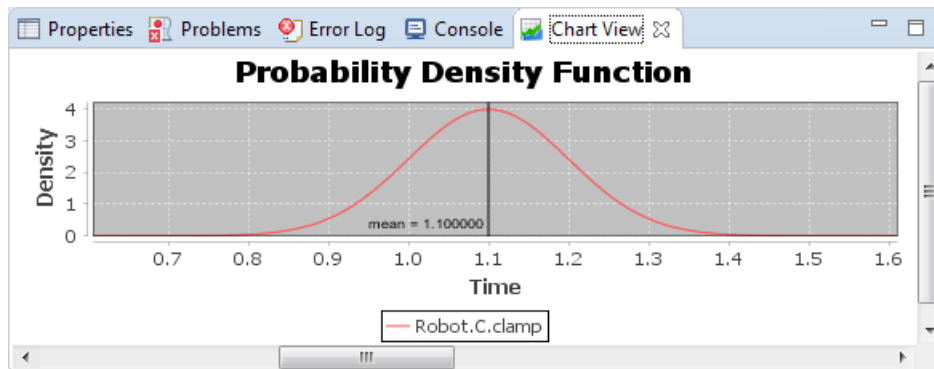 Properties Problems Error Log Console Chart View
Probability Density Function
Density
4
3
2
1
0
mean = 1.100000
0.7 0.8 0.9 1.0 1.1 1.2 1.3 1.4 1.5 1.6
Time
Robot.C.clamp